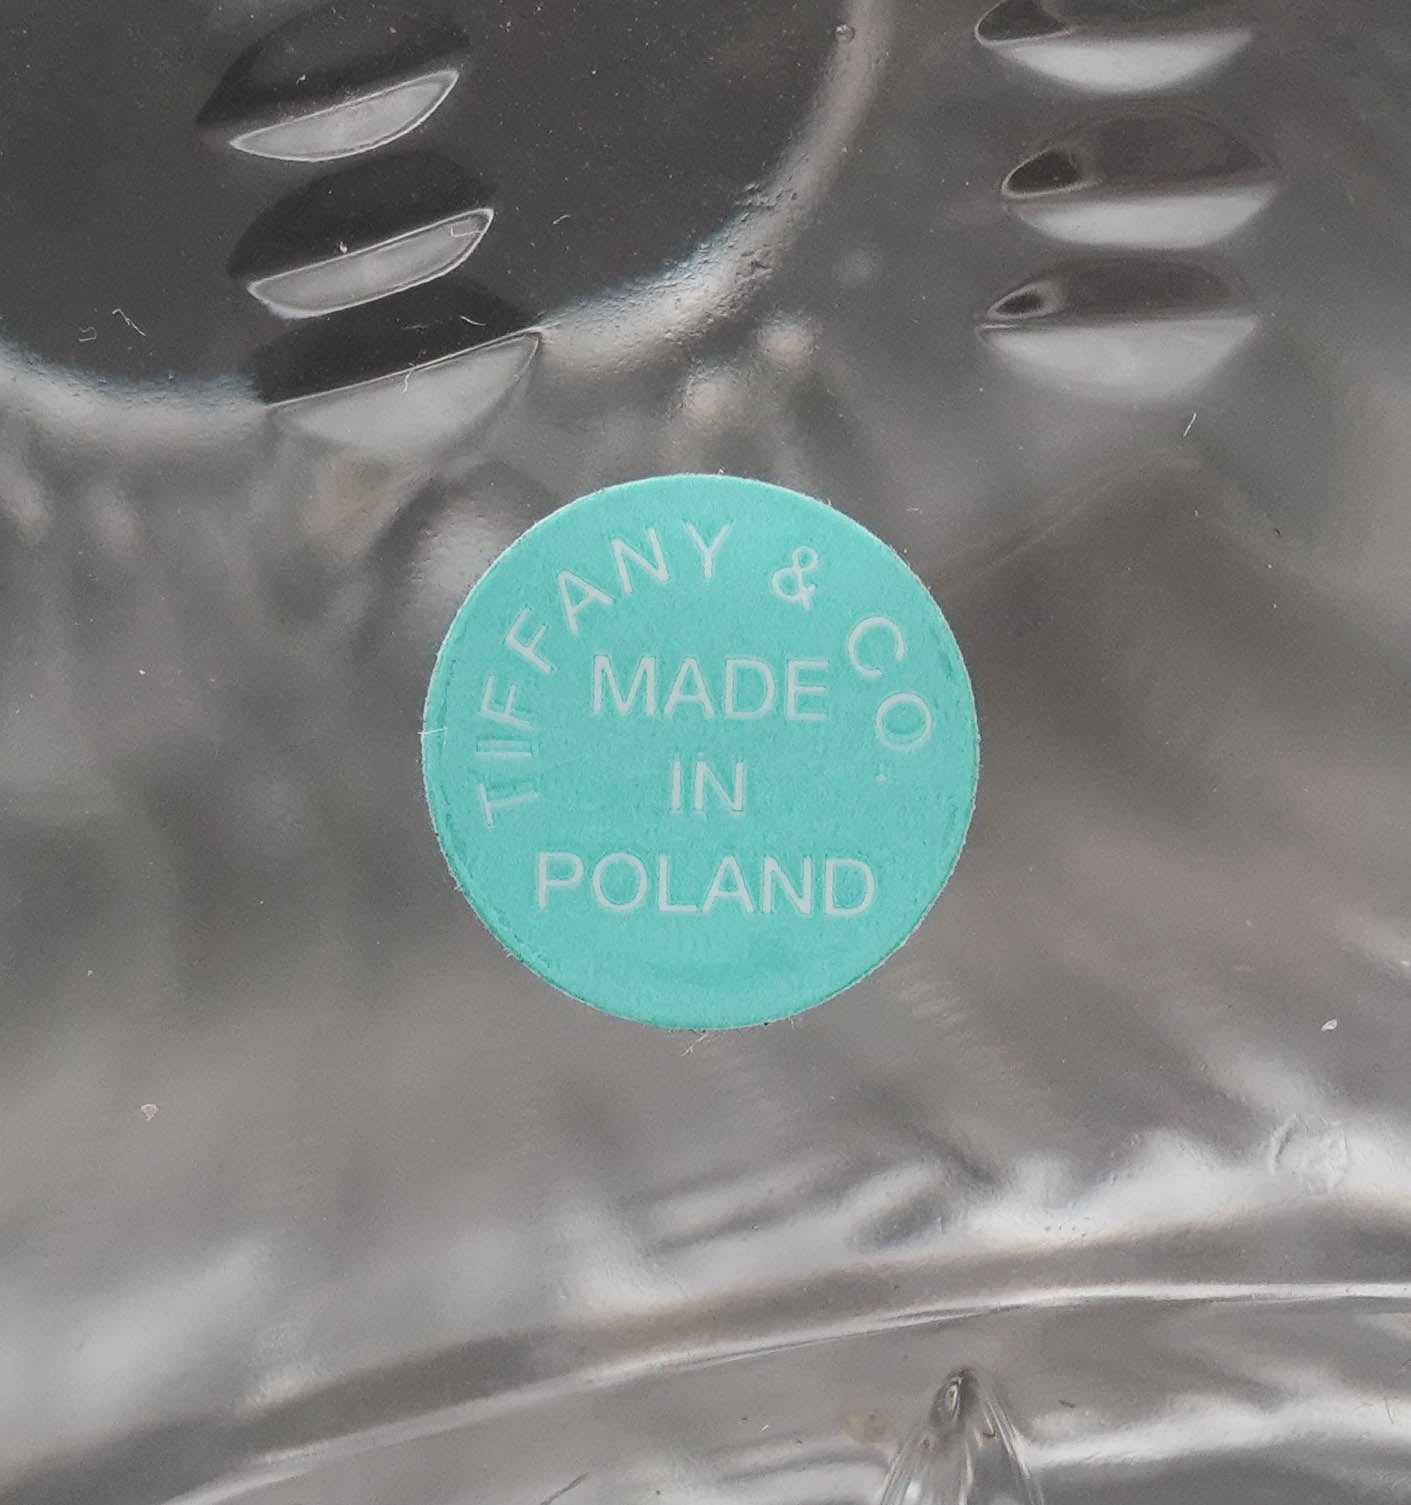 TIFFANY & CO.
MADE
IN
POLAND